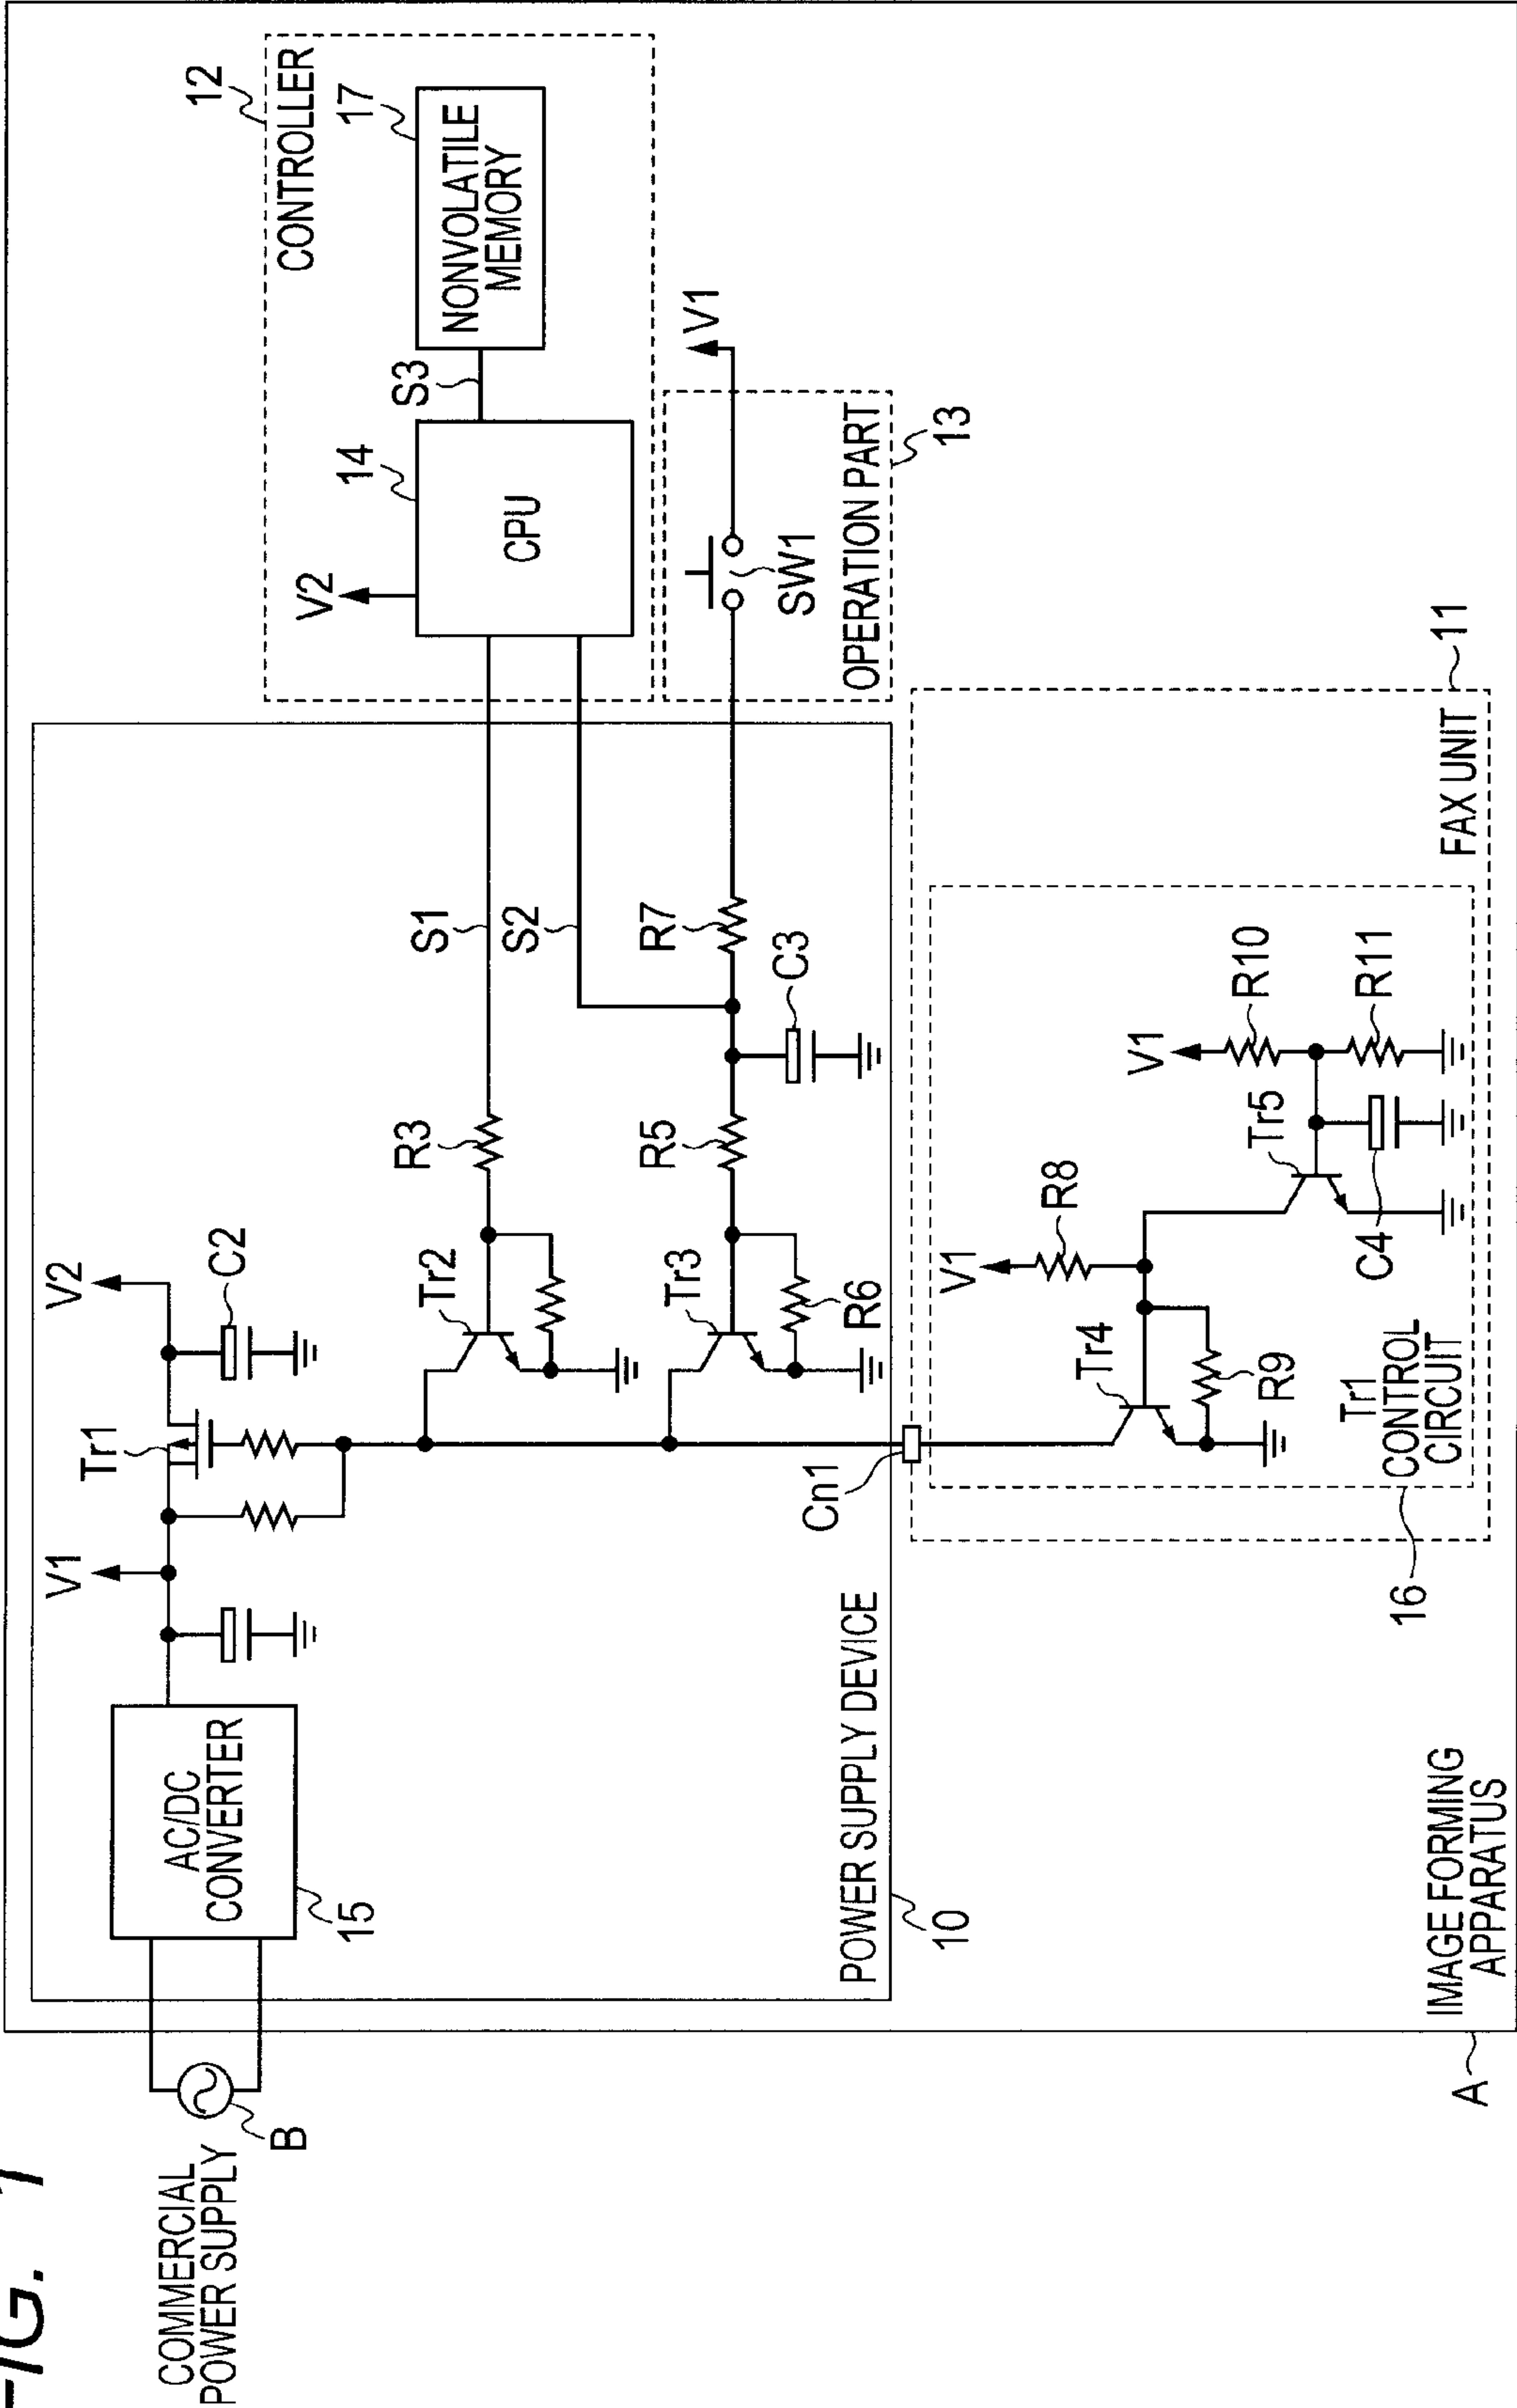 FIG. 1
COMMERCIAL
POWER SUPPLY
B
AC/DC
CONVERTER
15
V1
Tr1
V2
C2
Tr2
R3
S1
S2
Tr3
R6
R5
C3
R7
POWER SUPPLY DEVICE
10
12
CONTROLLER
V2
14
CPU
S3
17
NONVOLATILE
MEMORY
V1
SW1
OPERATION PART
13
Cn1
Tr4
R9
V1
R8
Tr5
C4
V1
R10
R11
Tr1
CONTROL
CIRCUIT
16
FAX UNIT
11
IMAGE FORMING
APPARATUS
A